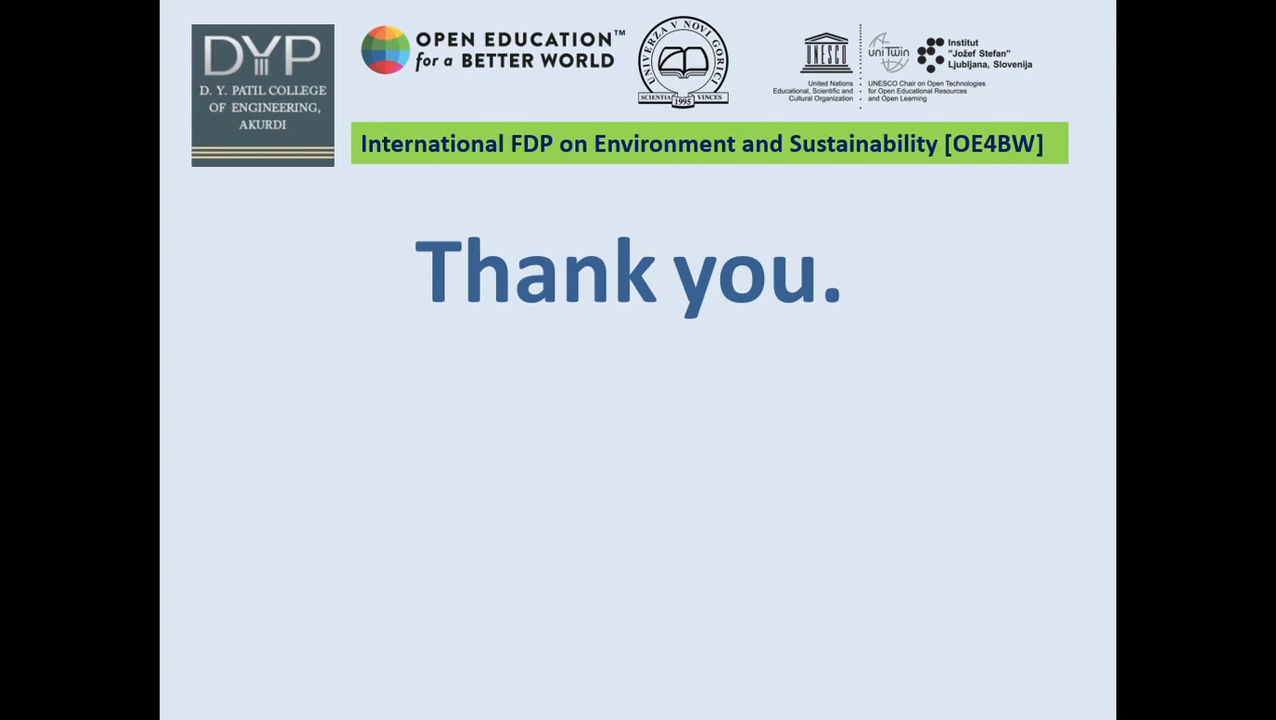 DYP
D. Y. PATIL COLLEGE
OF ENGINEERING,
AKURDI
OPEN EDUCATION™
for a BETTER WORLD
UNIVERZA V NOVI GORICI
SCIENTIA VINCES
1995
UNESCO
United Nations
Educational, Scientific and
Cultural Organization
uniTwin
Institut
"Jožef Stefan"
Ljubljana, Slovenija
UNESCO Chair on Open Technologies
for Open Educational Resources
and Open Learning
International FDP on Environment and Sustainability [OE4BW]
Thank you.